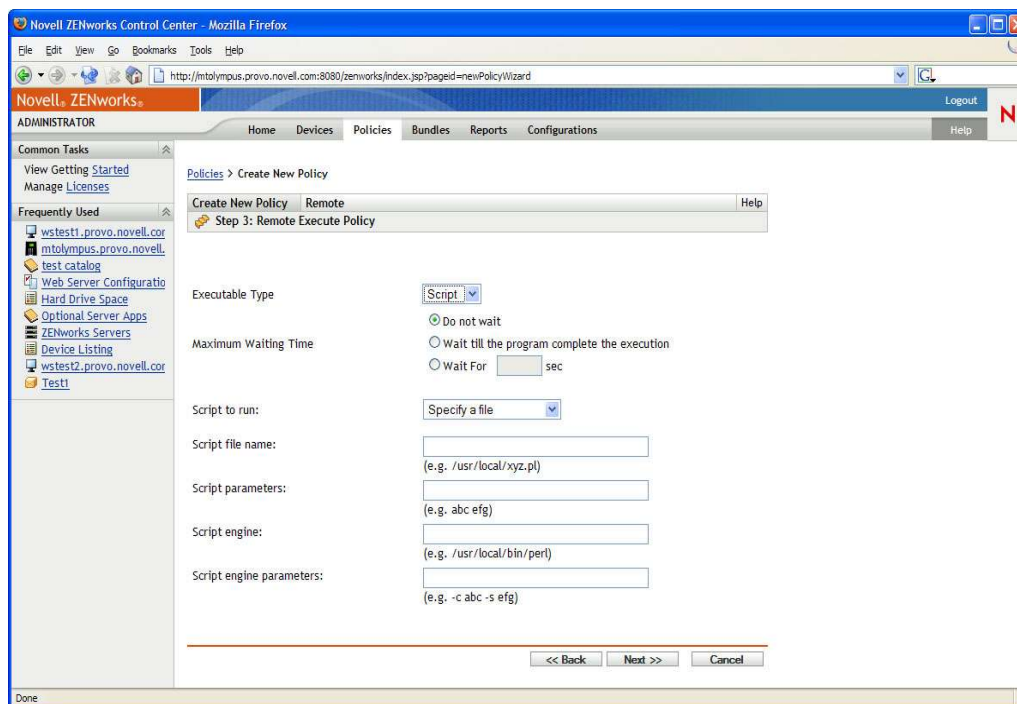 Novell ZENworks Control Center - Mozilla Firefox
File Edit View Go Bookmarks Tools Help
http://mtolympus.provo.novell.com:8080/zenworks/index.jsp?pageid=newPolicyWizard
G
Novell® ZENworks®
Logout
N
ADMINISTRATOR
Home Devices Policies Bundles Reports Configurations
Help
Common Tasks
View Getting Started
Manage Licenses
Frequently Used
wstest1.provo.novell.cor
mtolympus.provo.novell.
test catalog
Web Server Configuratio
Hard Drive Space
Optional Server Apps
ZENworks Servers
Device Listing
wstest2.provo.novell.cor
Test1
Policies > Create New Policy
Create New Policy Remote Help
Step 3: Remote Execute Policy
Executable Type Script
Maximum Waiting Time
Do not wait
Wait till the program complete the execution
Wait For sec
Script to run: Specify a file
Script file name:
(e.g. /usr/local/xyz.pl)
Script parameters:
(e.g. abc efg)
Script engine:
(e.g. /usr/local/bin/perl)
Script engine parameters:
(e.g. -c abc -s efg)
<< Back Next >> Cancel
Done